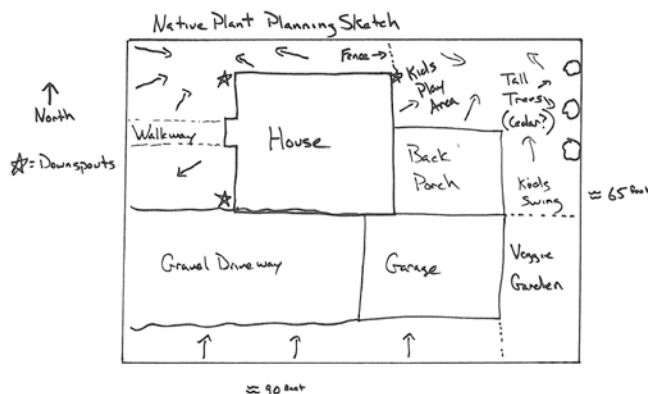 Native Plant Planning Sketch
Fence →
North
☆ = Downspouts
Walkway
House
Kids
Play
Area
Tall
Trees
(Cedar?)
Back
Porch
Kids
Swing
≈ 65 feet
Gravel Driveway
Garage
Veggie
Garden
≈ 90 feet